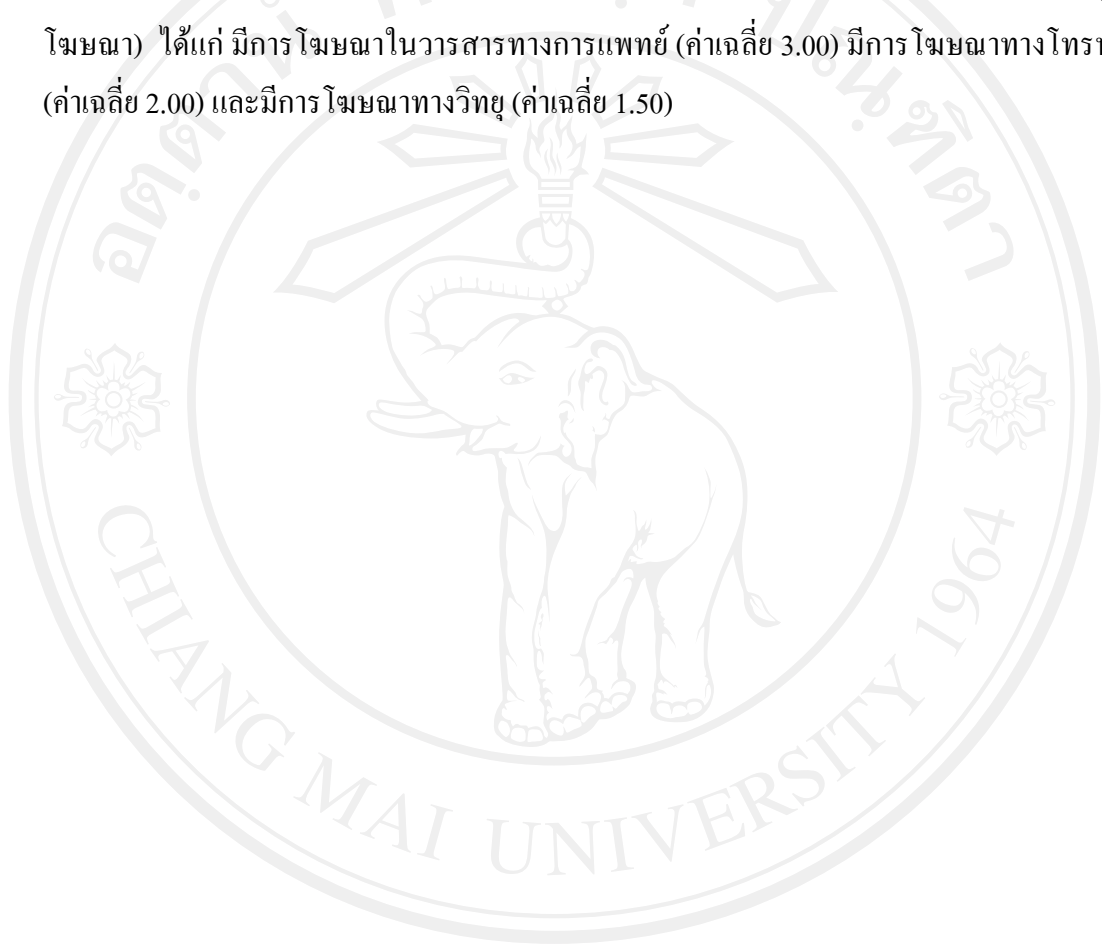 โฆษณา) ได้แก่ มีการโฆษณาในวารสารทางการแพทย์ (ค่าเฉลี่ย 3.00) มีการโฆษณาทาง
(ค่าเฉลี่ย 2.00) และมีการโฆษณาทางวิทยุ (ค่าเฉลี่ย 1.50)
CHIANG MAI UNIVERSITY 1964